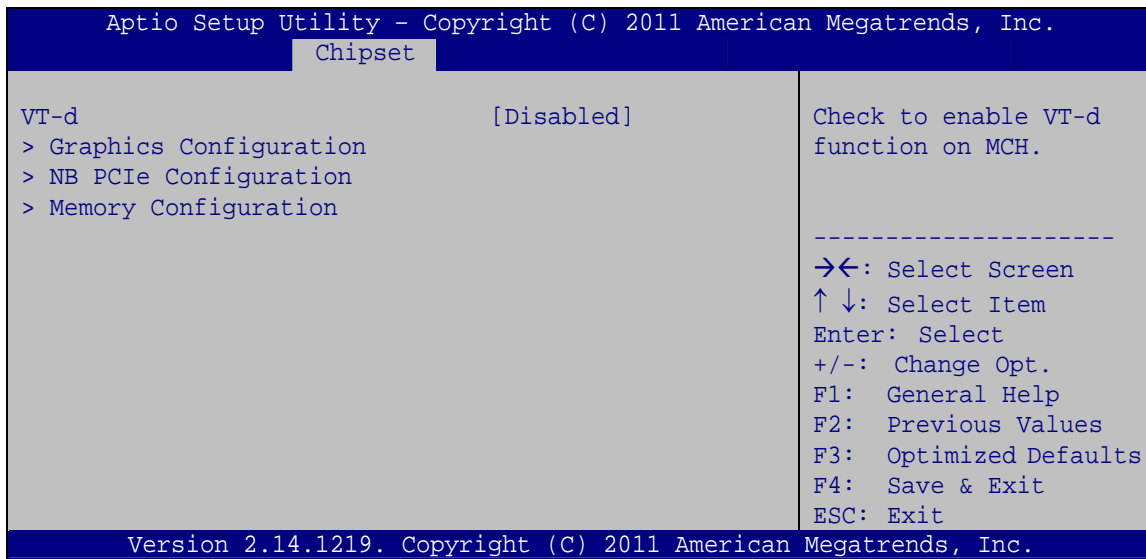 Aptio Setup Utility – Copyright (C) 2011 American Megatrends, Inc.
Chipset
VT-d [Disabled]
> Graphics Configuration
> NB PCIe Configuration
> Memory Configuration
Check to enable VT-d
function on MCH.
---------------------
→←: Select Screen
↑ ↓: Select Item
Enter: Select
+/-: Change Opt.
F1: General Help
F2: Previous Values
F3: Optimized Defaults
F4: Save & Exit
ESC: Exit
Version 2.14.1219. Copyright (C) 2011 American Megatrends, Inc.